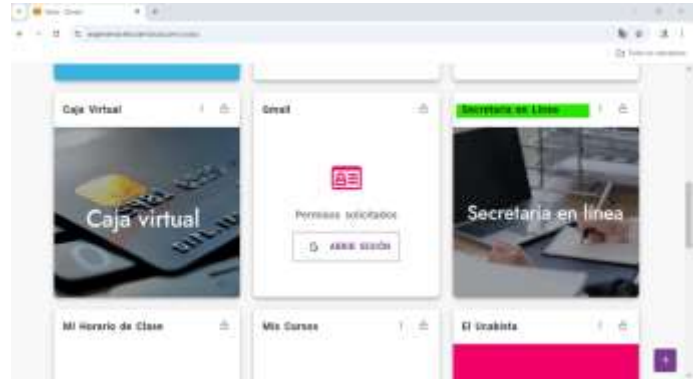 Caja Virtual
Gmail
Secretaria en Linea
Caja virtual
Permisos solicitados
G ABRIR SESIÓN
Secretaria en línea
Mi Horario de Clase
Mis Cursos
El Unabista